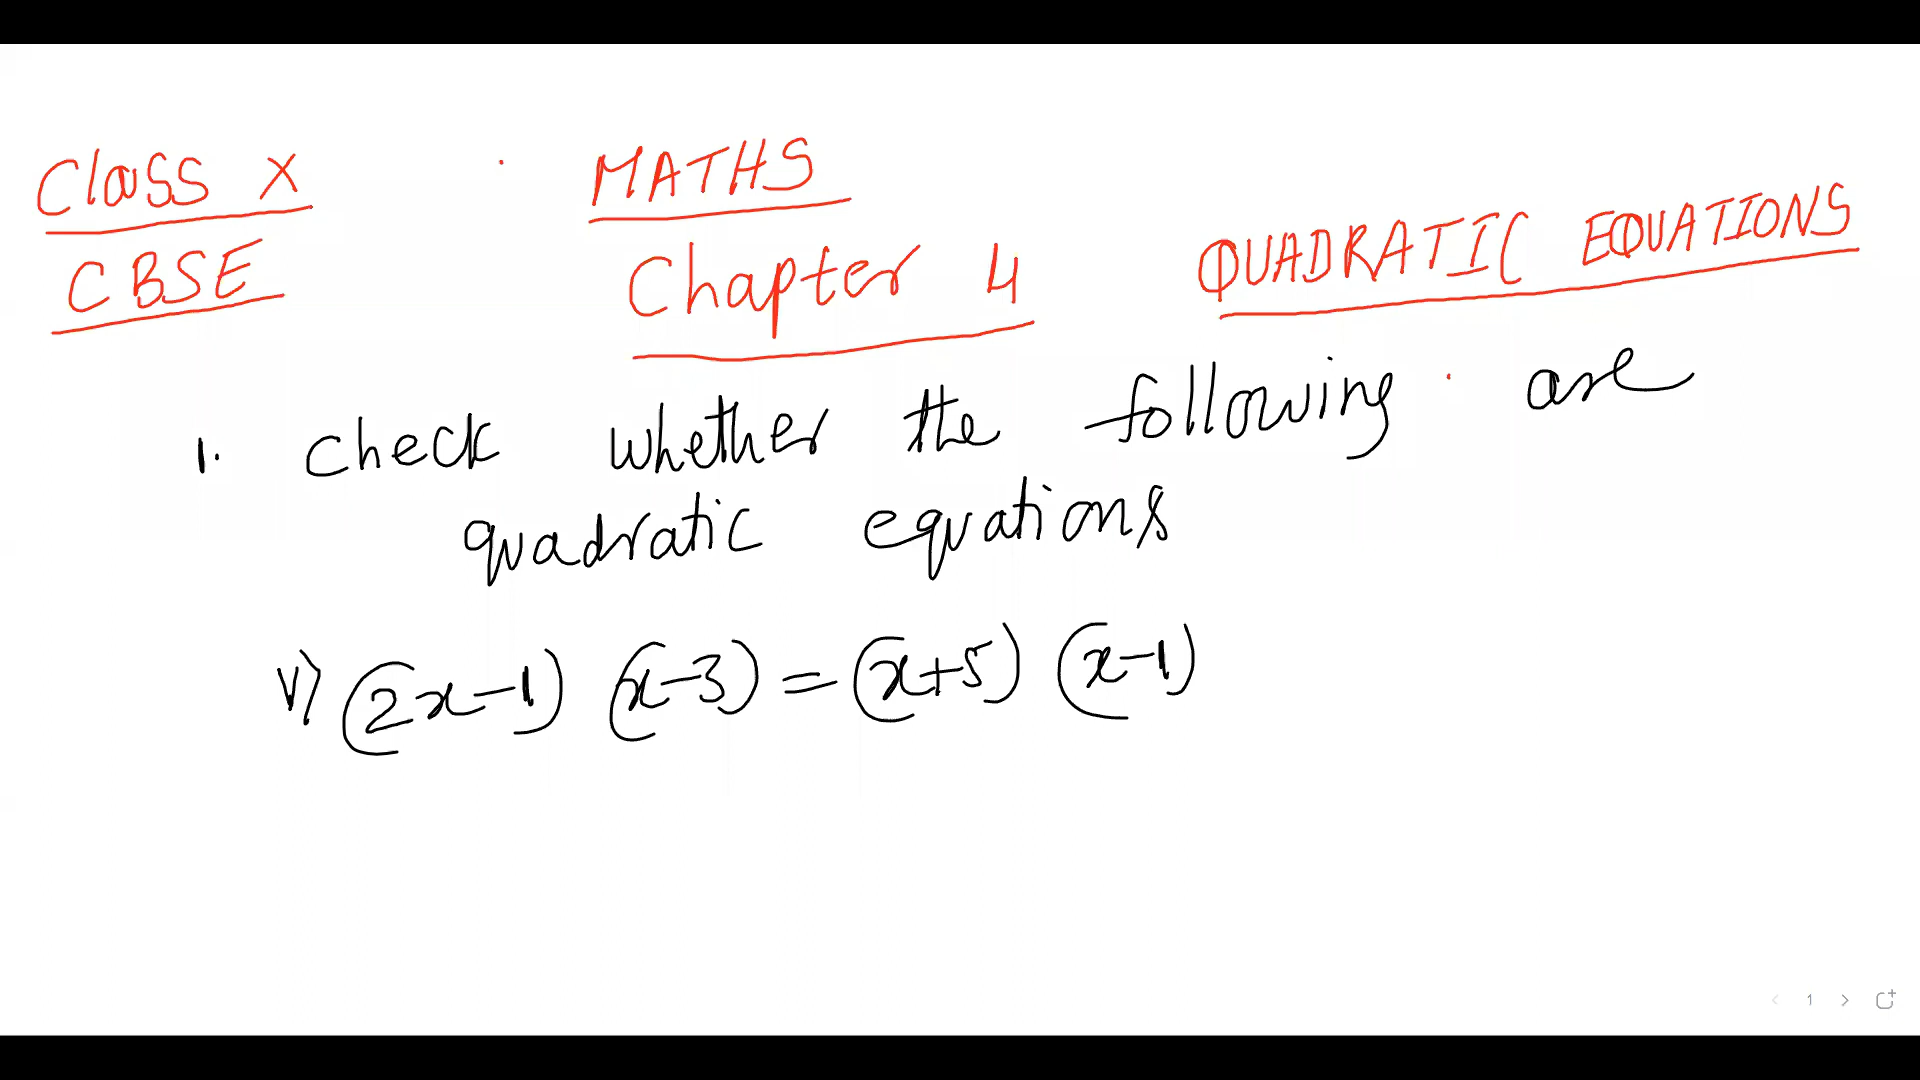 Class X MATHS
CBSE Chapter 4 QUADRATIC EQUATIONS
1. Check whether the following are
quadratic equations
v) (2x-1) (x-3) = (x+5) (x-1)
1